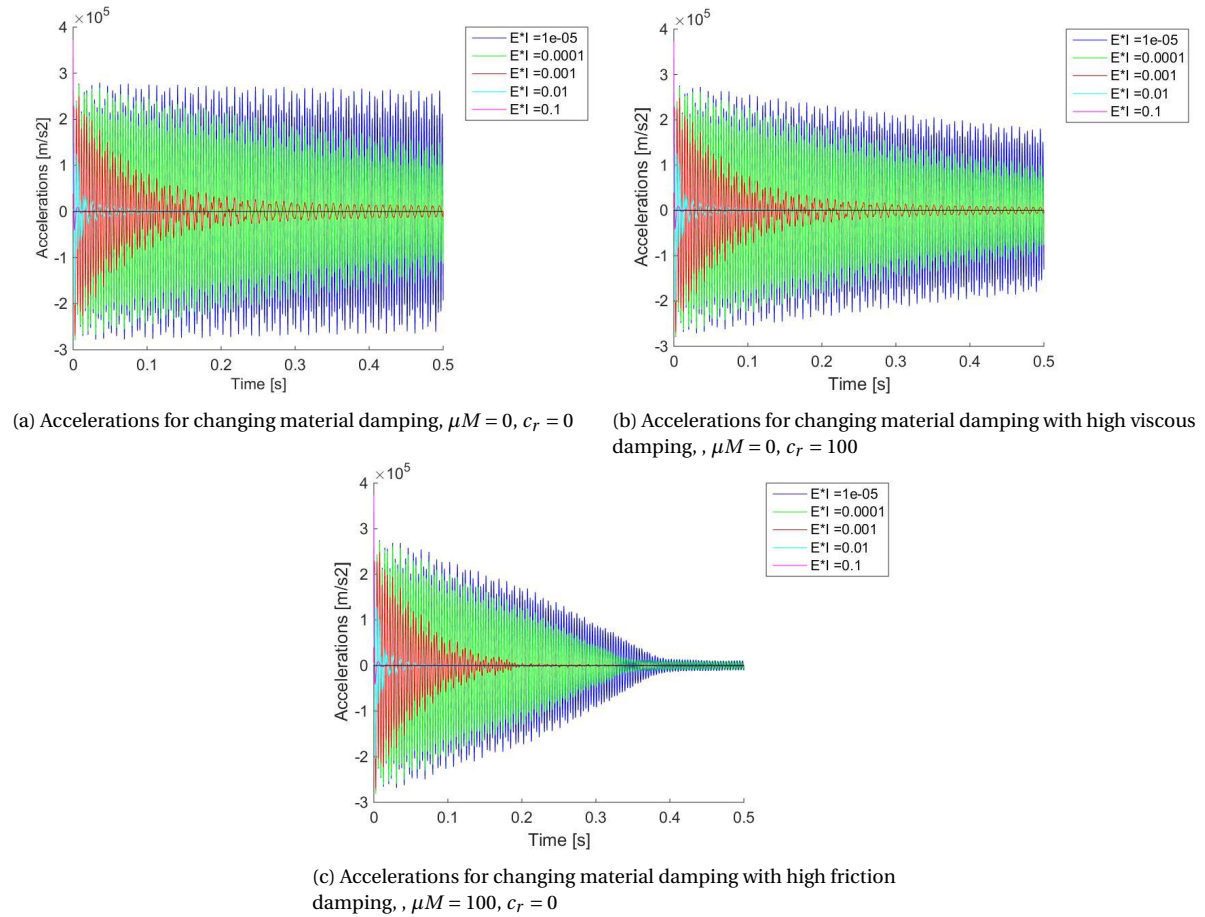 ×10⁵
4
3
2
1
0
-1
-2
-3
Accelerations [m/s2]
0 0.1 0.2 0.3 0.4 0.5
Time [s]
E*I =1e-05
E*I =0.0001
E*I =0.001
E*I =0.01
E*I =0.1
(a) Accelerations for changing material damping, μM = 0, c_r = 0
×10⁵
4
3
2
1
0
-1
-2
-3
Accelerations [m/s2]
0 0.1 0.2 0.3 0.4 0.5
Time [s]
E*I =1e-05
E*I =0.0001
E*I =0.001
E*I =0.01
E*I =0.1
(b) Accelerations for changing material damping with high viscous
damping, , μM = 0, c_r = 100
×10⁵
4
3
2
1
0
-1
-2
-3
Accelerations [m/s2]
0 0.1 0.2 0.3 0.4 0.5
Time [s]
E*I =1e-05
E*I =0.0001
E*I =0.001
E*I =0.01
E*I =0.1
(c) Accelerations for changing material damping with high friction
damping, , μM = 100, c_r = 0